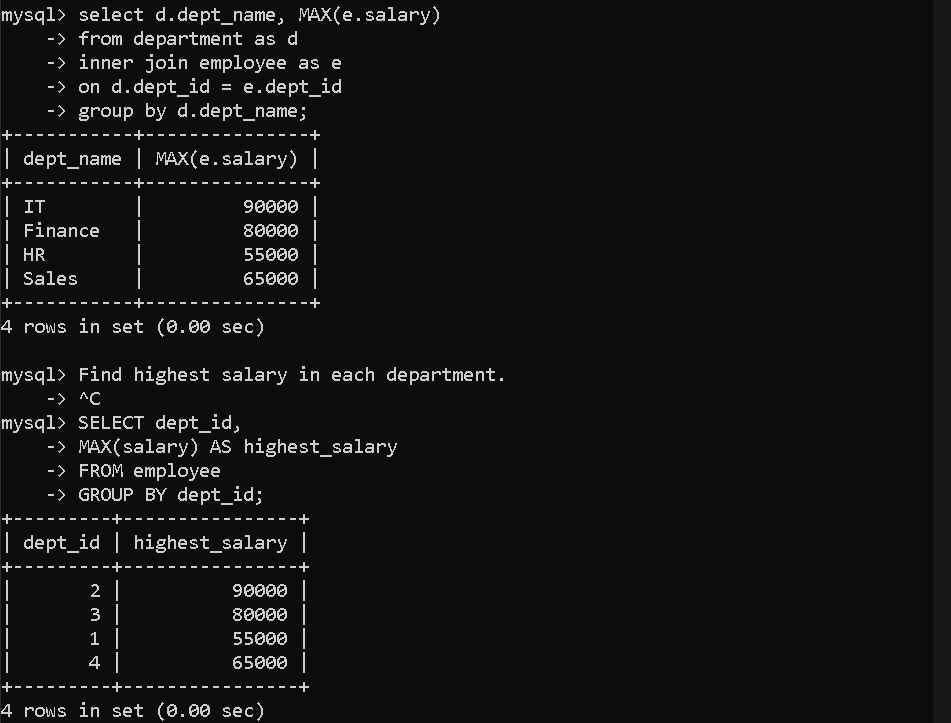 mysql> select d.dept_name, MAX(e.salary)
    -> from department as d
    -> inner join employee as e
    -> on d.dept_id = e.dept_id
    -> group by d.dept_name;
+-----------+---------------+
| dept_name | MAX(e.salary) |
+-----------+---------------+
| IT        |         90000 |
| Finance   |         80000 |
| HR        |         55000 |
| Sales     |         65000 |
+-----------+---------------+
4 rows in set (0.00 sec)

mysql> Find highest salary in each department.
    -> ^C
mysql> SELECT dept_id,
    -> MAX(salary) AS highest_salary
    -> FROM employee
    -> GROUP BY dept_id;
+---------+----------------+
| dept_id | highest_salary |
+---------+----------------+
|       2 |          90000 |
|       3 |          80000 |
|       1 |          55000 |
|       4 |          65000 |
+---------+----------------+
4 rows in set (0.00 sec)